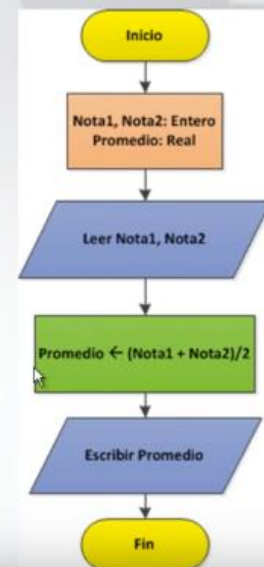 Inicio
Nota1, Nota2: Entero
Promedio: Real
Leer Nota1, Nota2
Promedio ← (Nota1 + Nota2)/2
Escribir Promedio
Fin